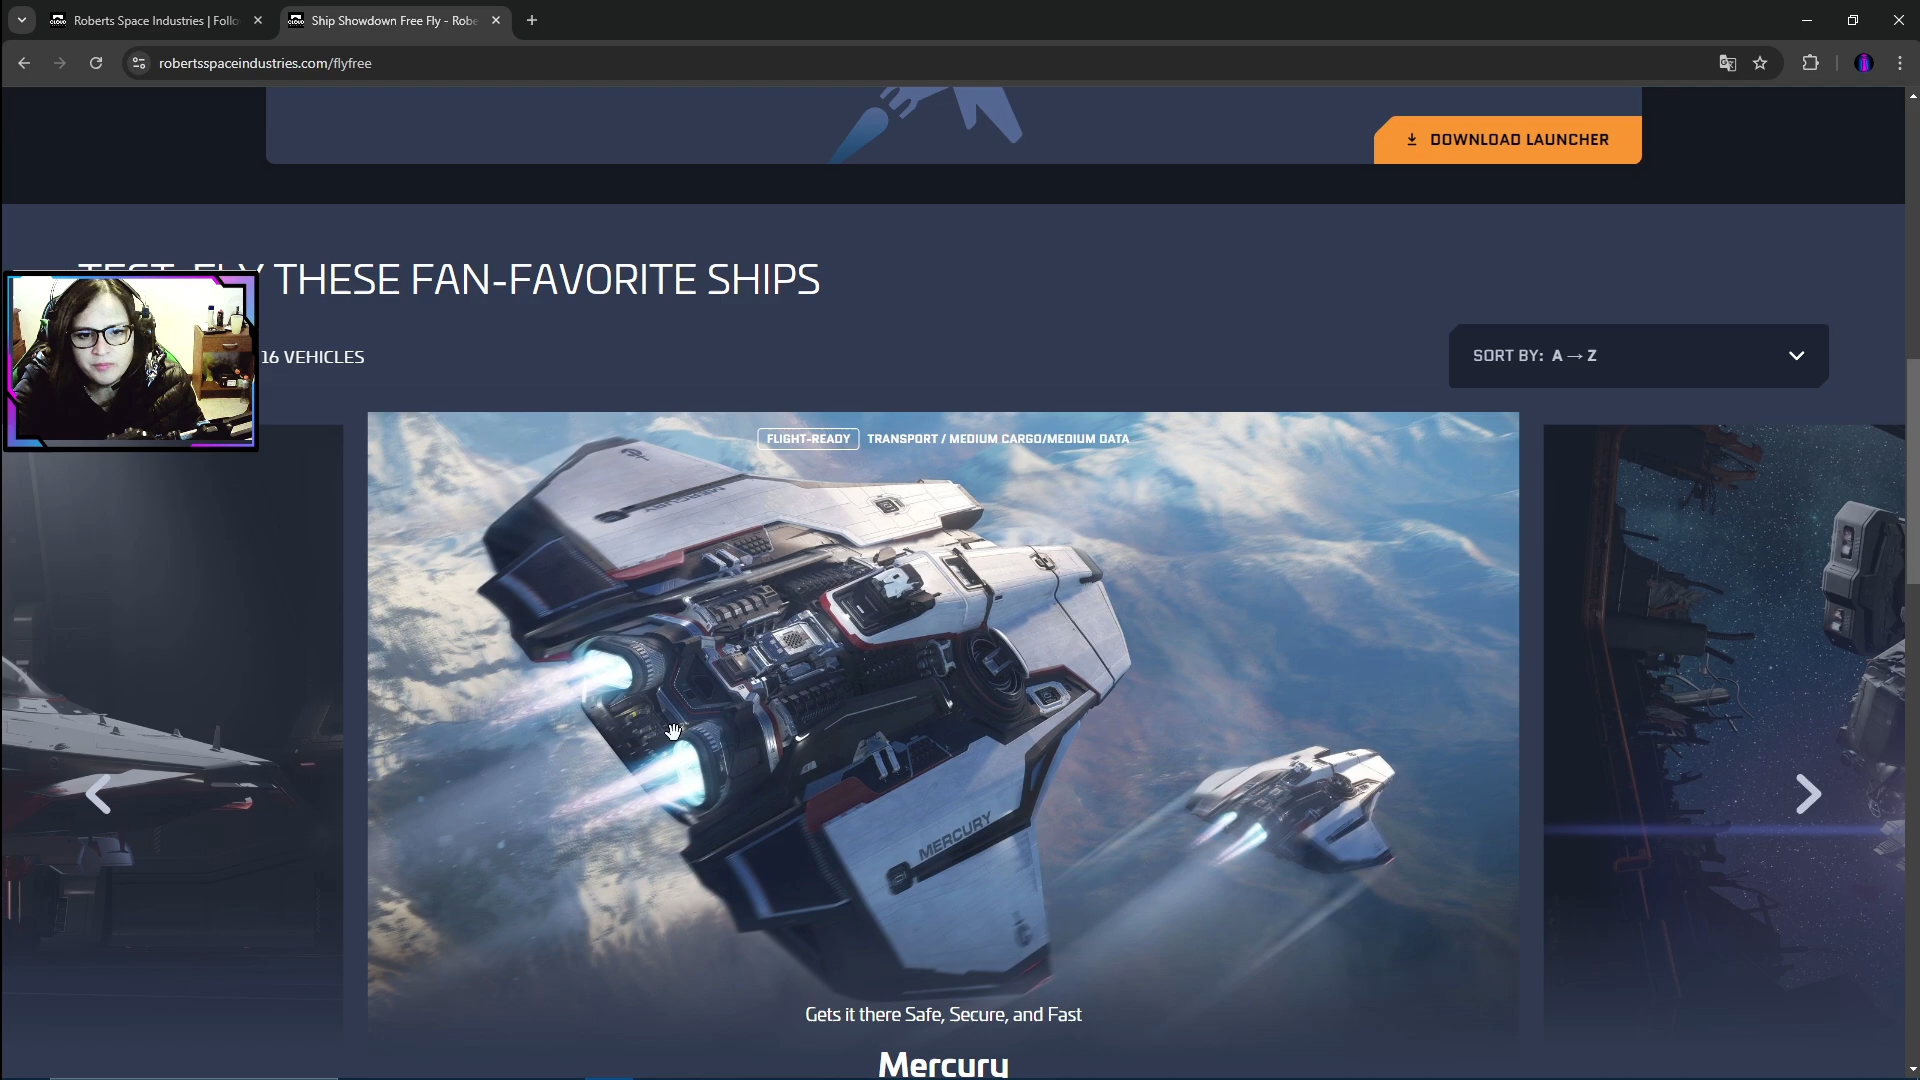 Roberts Space Industries | Follo
Ship Showdown Free Fly - Robe
robertsspaceindustries.com/flyfree
DOWNLOAD LAUNCHER
TEST-FLY THESE FAN-FAVORITE SHIPS
16 VEHICLES
SORT BY: A → Z
FLIGHT-READY TRANSPORT / MEDIUM CARGO/MEDIUM DATA
MERCURY
MERCURY
Gets it there Safe, Secure, and Fast
Mercury